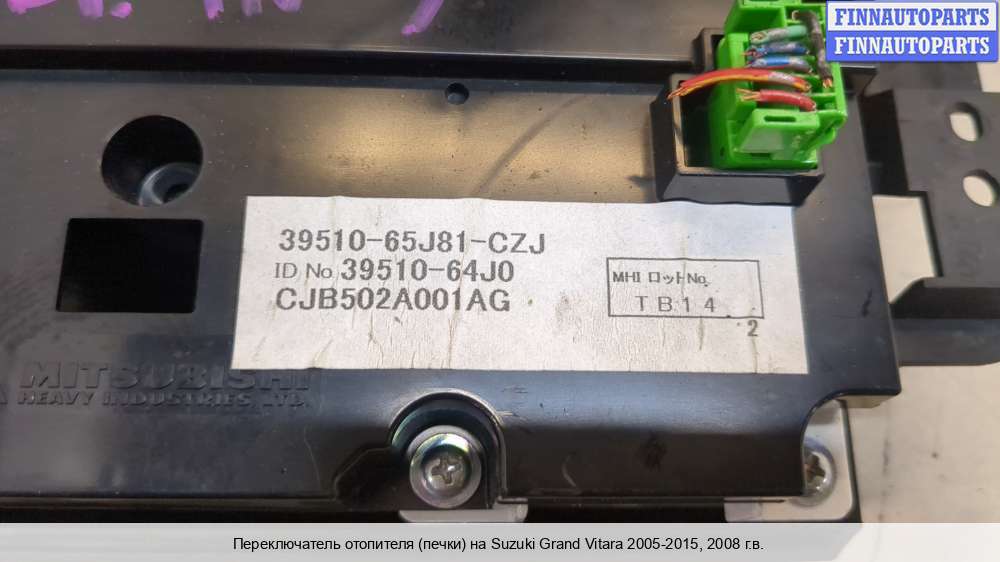 FINNAUTOPARTS
FINNAUTOPARTS
39510-65J81-CZJ
ID No. 39510-64J0
CJB502A001AG
MHI ロットNo.
TB14
2
MITSUBISHI
HEAVY INDUSTRIES, LTD.
Переключатель отопителя (печки) на Suzuki Grand Vitara 2005-2015, 2008 г.в.